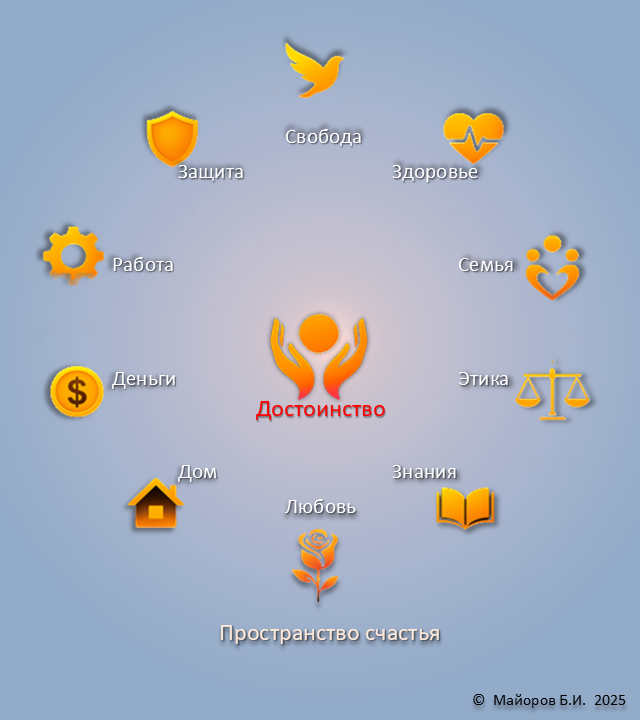 Свобода
Защита
Здоровье
Работа
Семья
Достоинство
Деньги
Этика
Дом
Знания
Любовь
Пространство счастья
© Майоров Б.И. 2025